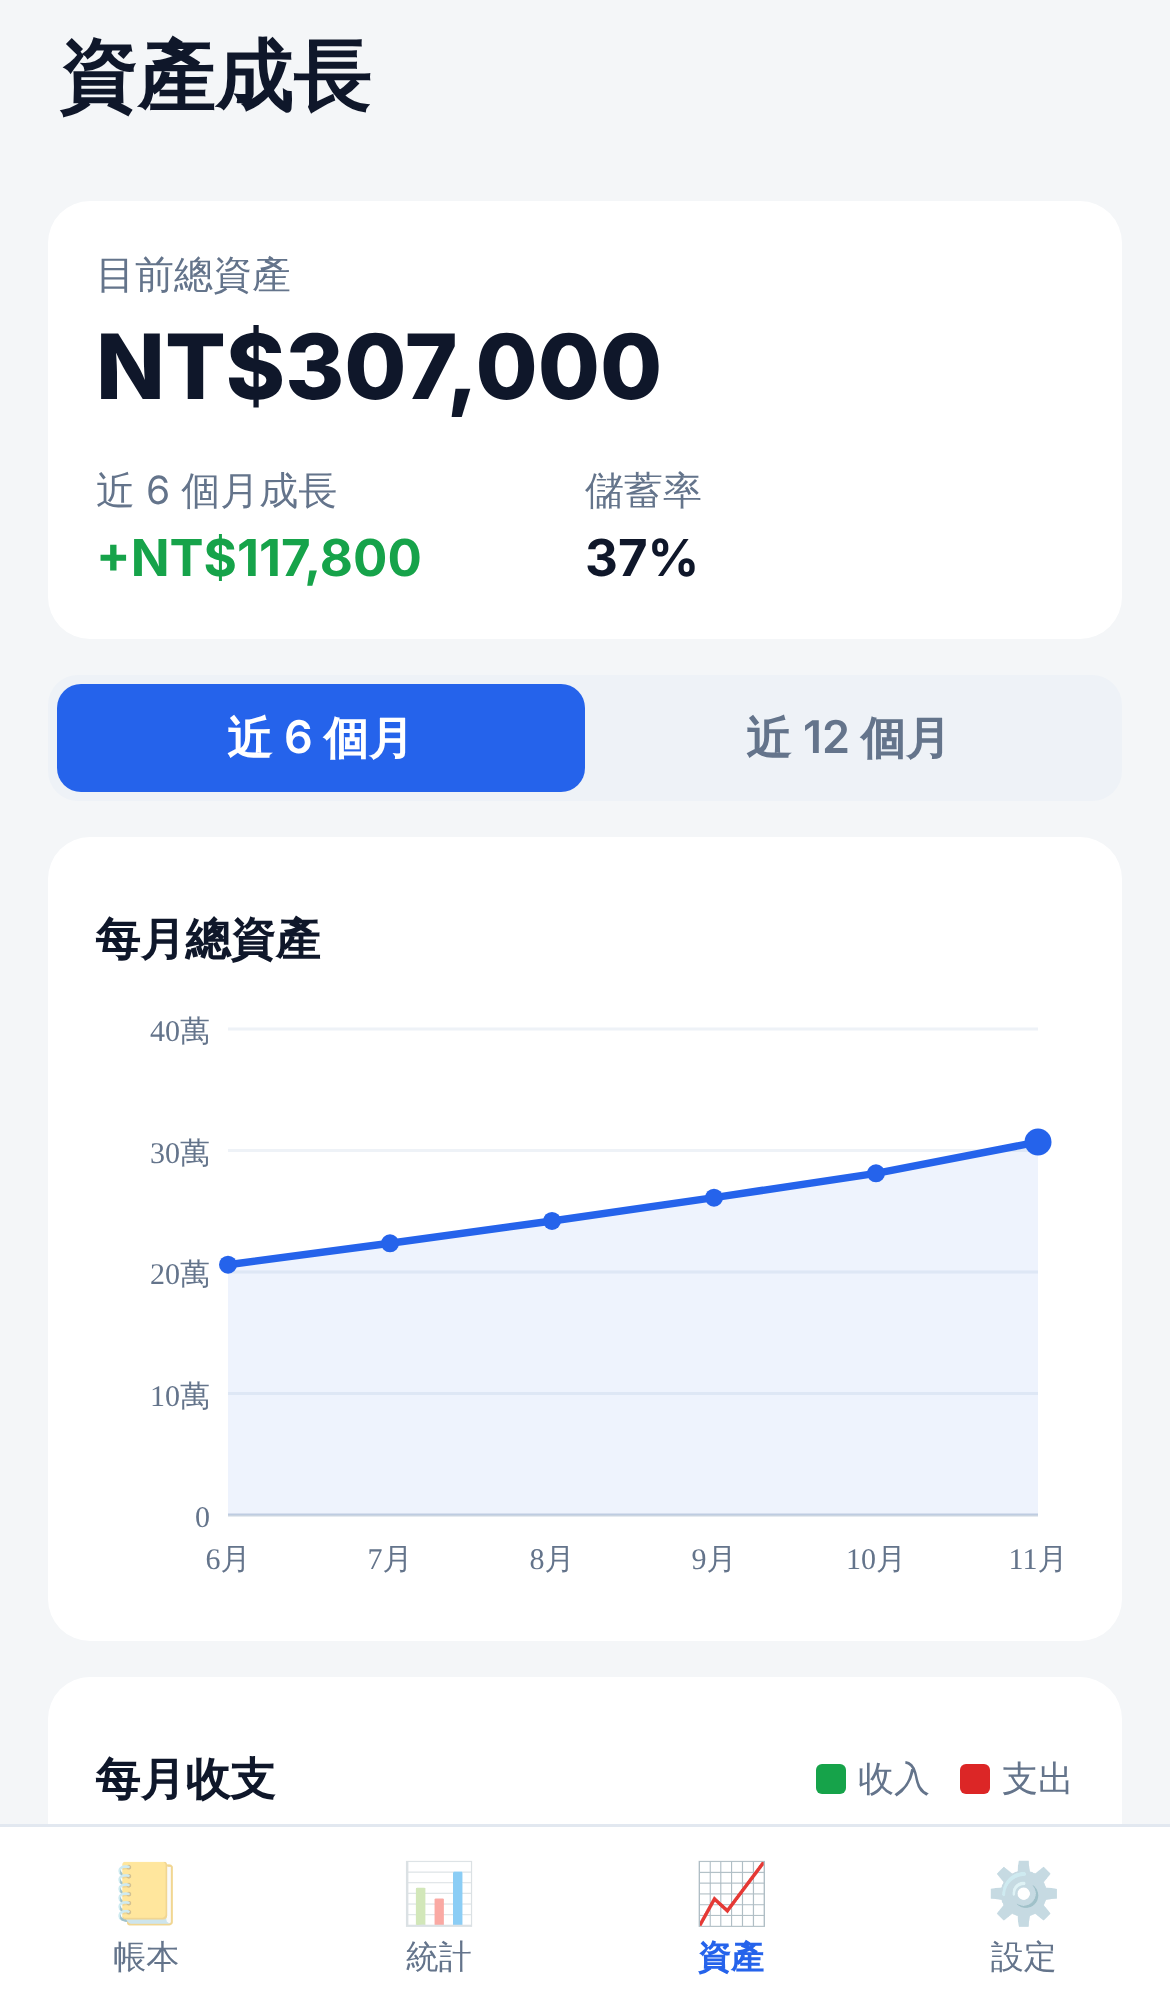 資產成長
目前總資產
NT$307,000
近 6 個月成長
儲蓄率
+NT$117,800
37%
近 6 個月
近 12 個月
每月總資產
40萬
30萬
20萬
10萬
0
6月 7月 8月 9月 10月 11月
每月收支
收入 支出
帳本 統計 資產 設定